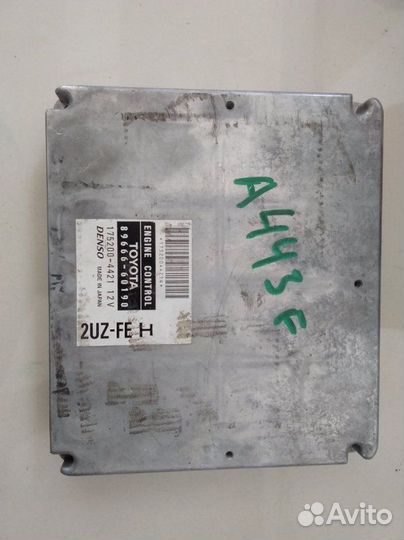 ENGINE CONTROL
TOYOTA
89666-60190
175200-4421 12V
DENSO MADE IN JAPAN
2UZ-FE H
A443F
Avito